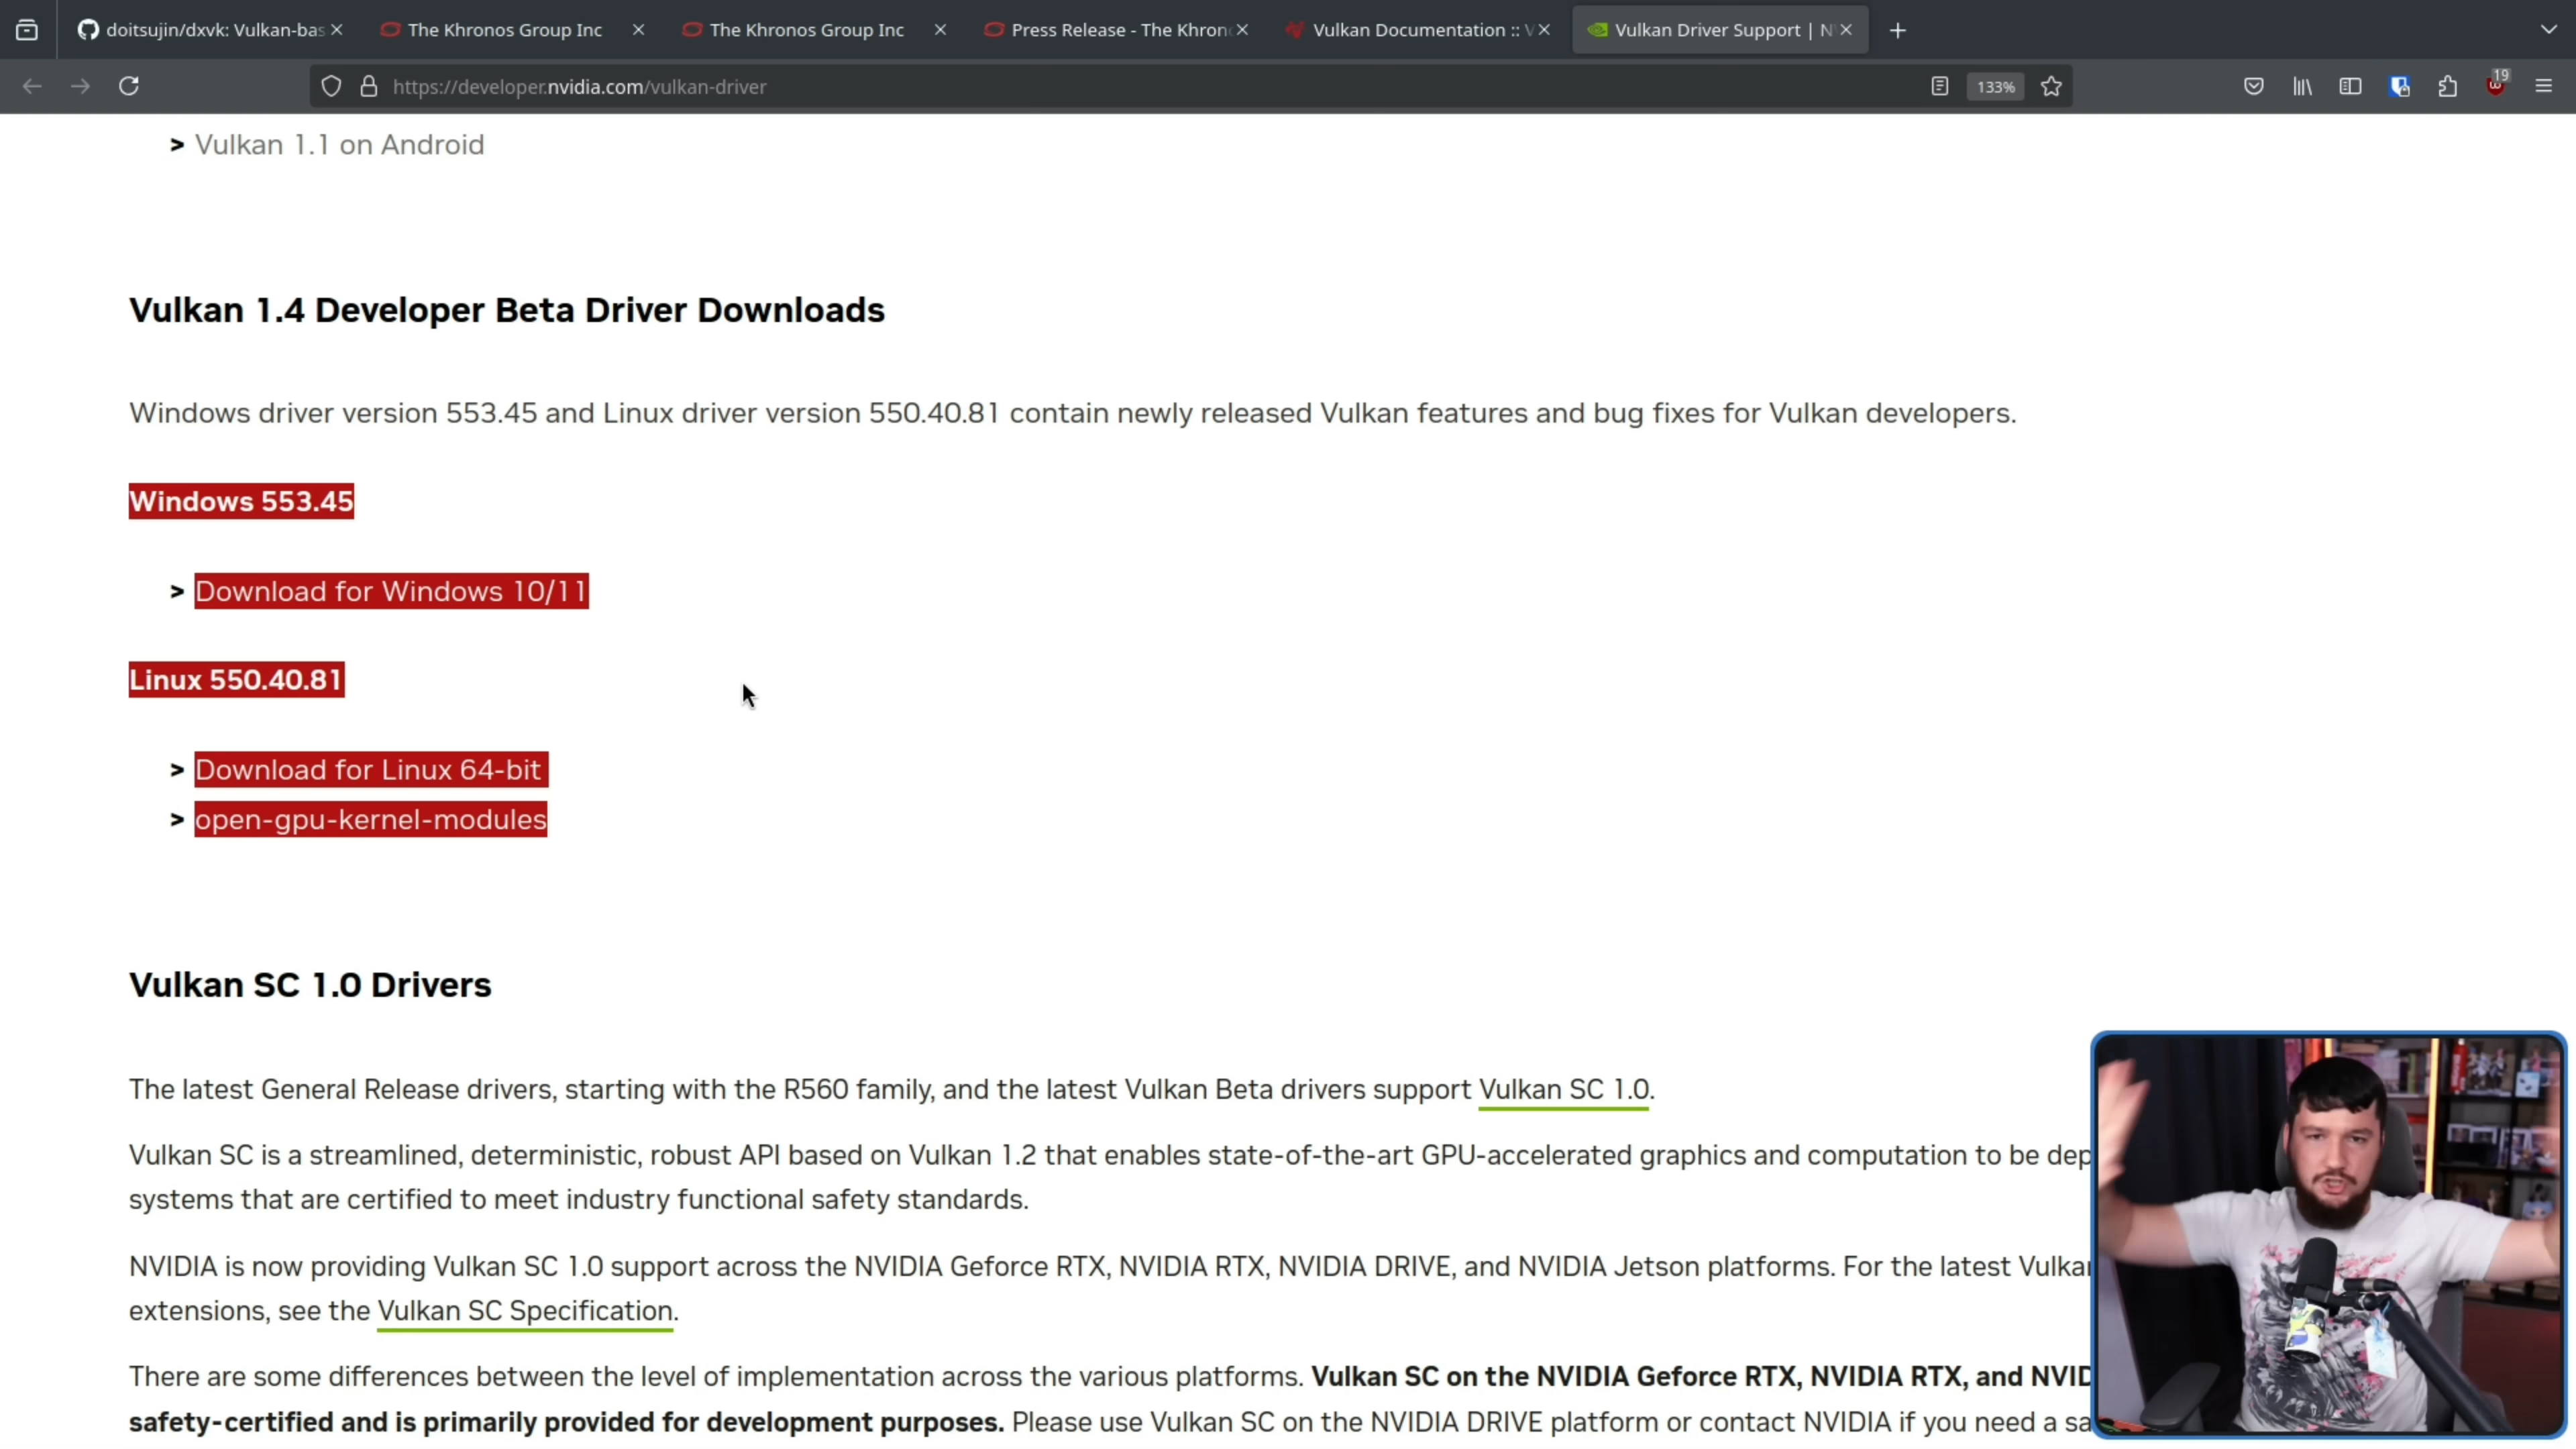 doitsujin/dxvk: Vulkan-bas
The Khronos Group Inc
The Khronos Group Inc
Press Release - The Khron
Vulkan Documentation :: V
Vulkan Driver Support | N
https://developer.nvidia.com/vulkan-driver
133%
19
> Vulkan 1.1 on Android
Vulkan 1.4 Developer Beta Driver Downloads
Windows driver version 553.45 and Linux driver version 550.40.81 contain newly released Vulkan features and bug fixes for Vulkan developers.
Windows 553.45
> Download for Windows 10/11
Linux 550.40.81
> Download for Linux 64-bit
> open-gpu-kernel-modules
Vulkan SC 1.0 Drivers
The latest General Release drivers, starting with the R560 family, and the latest Vulkan Beta drivers support Vulkan SC 1.0.
Vulkan SC is a streamlined, deterministic, robust API based on Vulkan 1.2 that enables state-of-the-art GPU-accelerated graphics and computation to be dep
systems that are certified to meet industry functional safety standards.
NVIDIA is now providing Vulkan SC 1.0 support across the NVIDIA Geforce RTX, NVIDIA RTX, NVIDIA DRIVE, and NVIDIA Jetson platforms. For the latest Vulkan
extensions, see the Vulkan SC Specification.
There are some differences between the level of implementation across the various platforms. Vulkan SC on the NVIDIA Geforce RTX, NVIDIA RTX, and NVID
safety-certified and is primarily provided for development purposes. Please use Vulkan SC on the NVIDIA DRIVE platform or contact NVIDIA if you need a sa